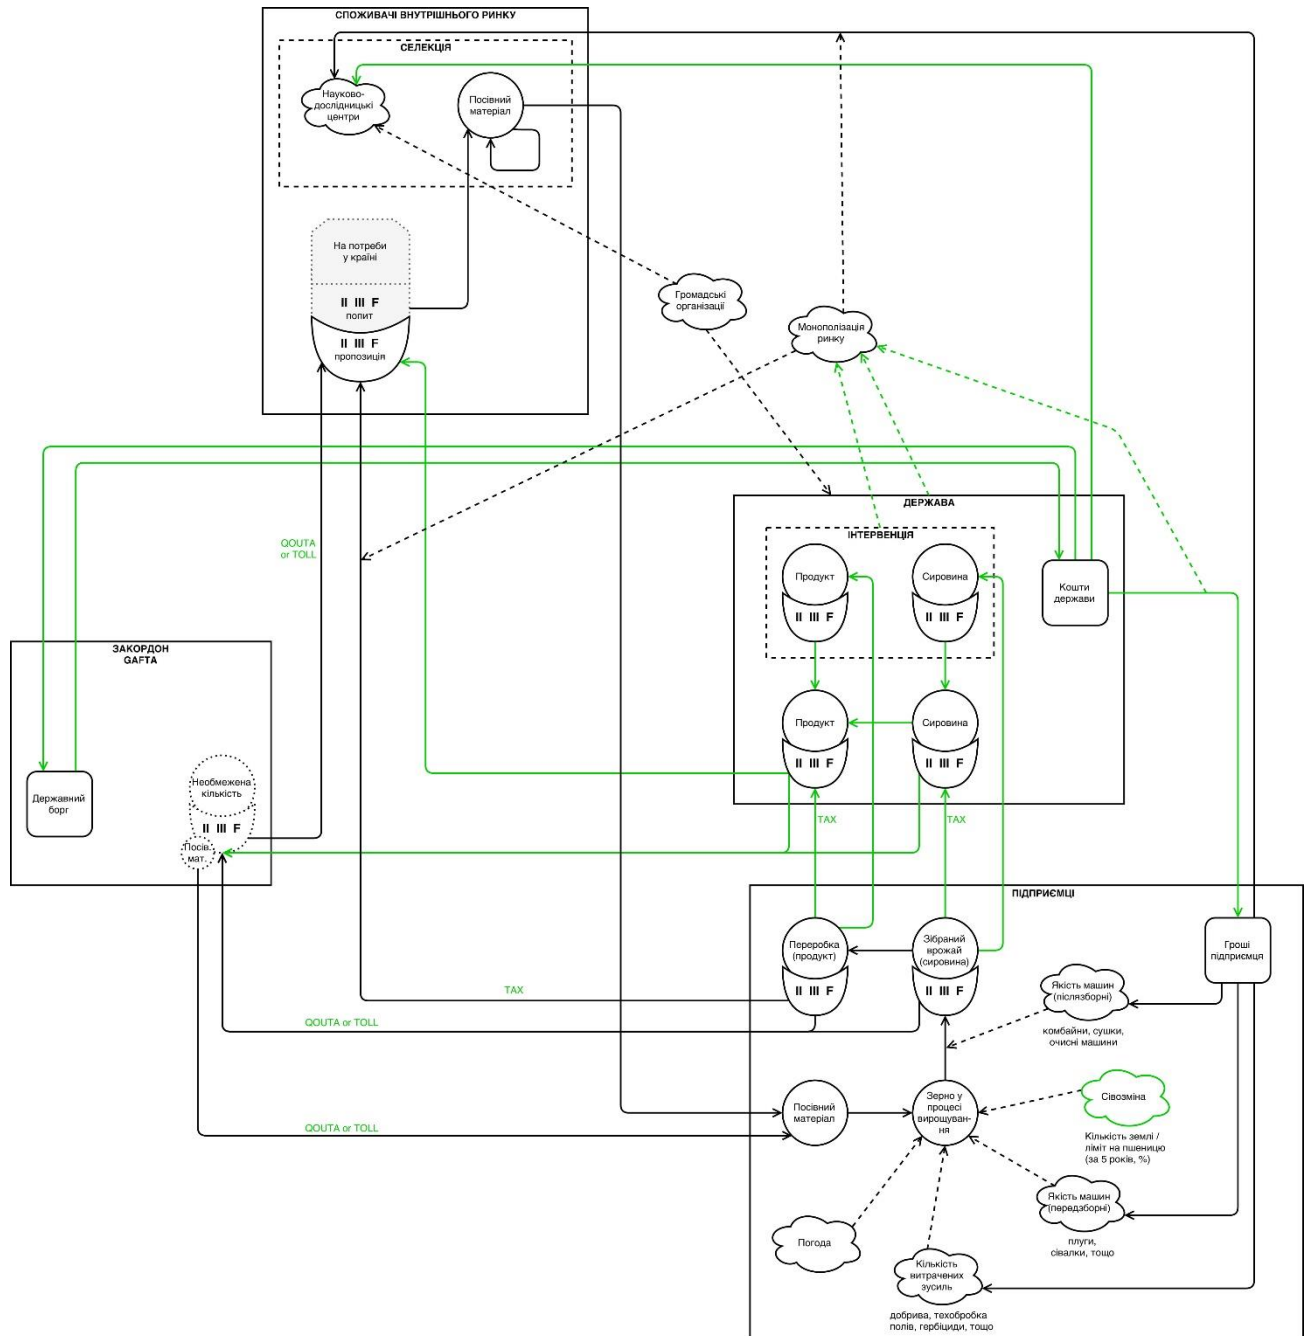 СПОЖИВАЧІ ВНУТРІШНЬОГО РИНКУ
СЕЛЕКЦІЯ
Науково-
дослідницькі
центри
Посівний
матеріал
На потреби
у країні
II III F
попит
II III F
пропозиція
Громадські
організації
Монополізація
ринку
QOUTA
or TOLL
ДЕРЖАВА
ІНТЕРВЕНЦІЯ
Продукт
II III F
Сировина
II III F
Кошти
держави
Продукт
II III F
Сировина
II III F
TAX
TAX
ЗАКОРДОН
GAFTA
Державний
борг
Необмежена
кількість
II III F
Посів.
мат.
ПІДПРИЄМЦІ
Переробка
(продукт)
II III F
Зібраний
врожай
(сировина)
II III F
Гроші
підприємця
TAX
QOUTA or TOLL
QOUTA or TOLL
Якість машин
(післязборні)
комбайни, сушки,
очисні машини
Посівний
матеріал
Зерно у
процесі
вирощуван-
ня
Сівозміна
Кількість землі /
ліміт на пшеницю
(за 5 років, %)
Якість машин
(передзборні)
плуги,
сівалки, тощо
Погода
Кількість
витрачених
зусиль
добрива, техобробка
полів, гербіциди, тощо